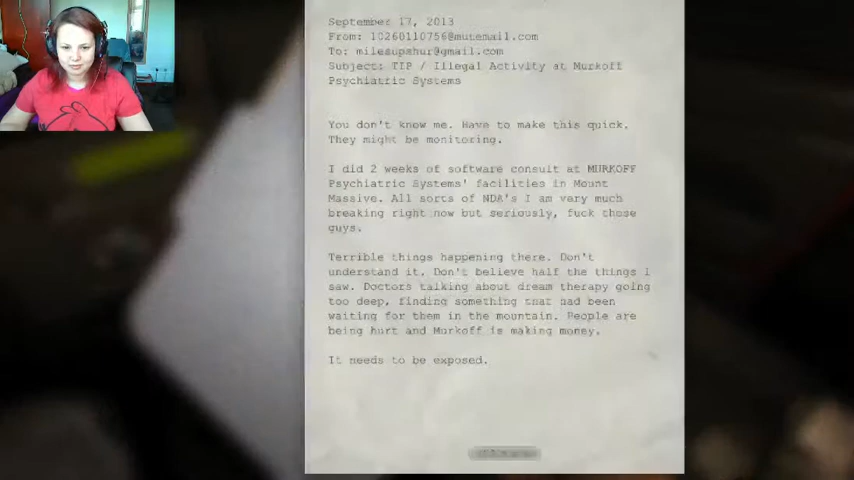 September 17, 2013
From: 10260110756@mutemail.com
To: milesupshur@gmail.com
Subject: TIP / Illegal Activity at Murkoff
Psychiatric Systems
You don't know me. Have to make this quick.
They might be monitoring.
I did 2 weeks of software consult at MURKOFF
Psychiatric Systems' facilities in Mount
Massive. All sorts of NDA's I am very much
breaking right now but seriously, fuck those
guys.
Terrible things happening there. Don't
understand it. Don't believe half the things I
saw. Doctors talking about dream therapy going
too deep, finding something that had been
waiting for them in the mountain. People are
being hurt and Murkoff is making money.
It needs to be exposed.